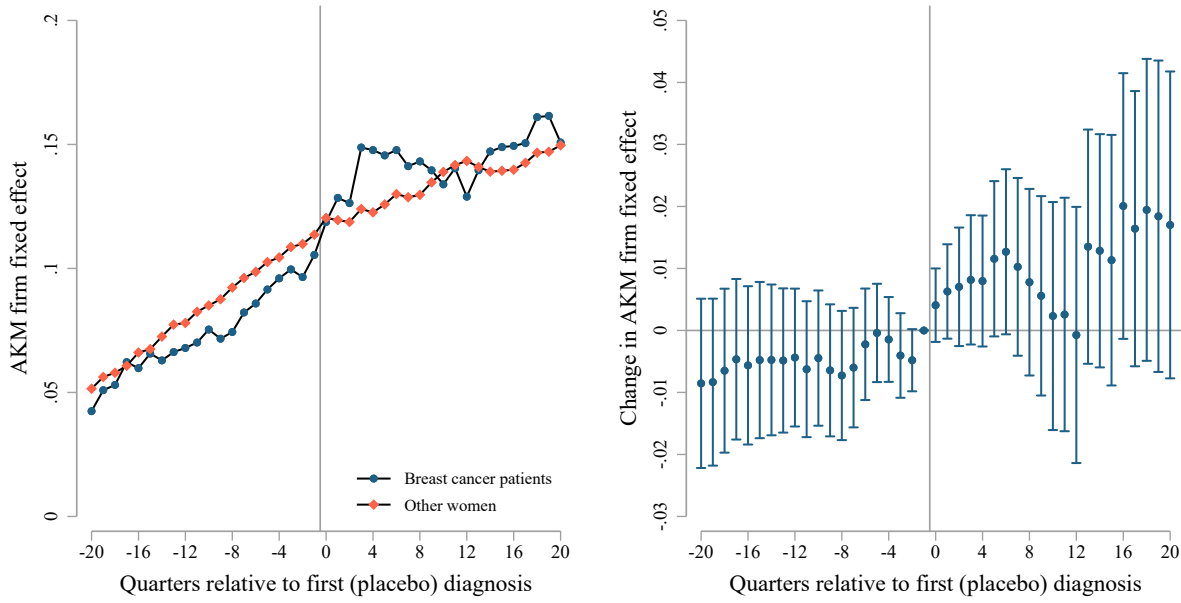 AKM firm fixed effect
.2
.15
.1
.05
0
Breast cancer patients
Other women
-20 -16 -12 -8 -4 0 4 8 12 16 20
Quarters relative to first (placebo) diagnosis
Change in AKM firm fixed effect
.05
.04
.03
.02
.01
0
-.01
-.02
-.03
-20 -16 -12 -8 -4 0 4 8 12 16 20
Quarters relative to first (placebo) diagnosis